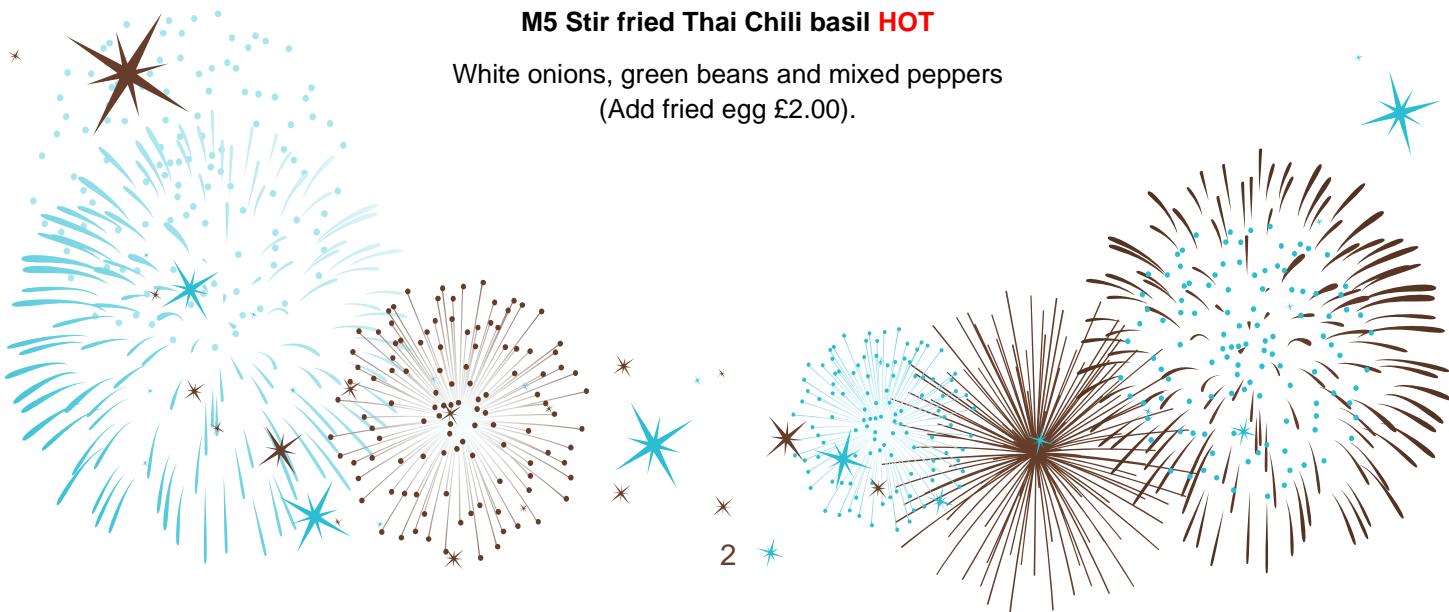 M5 Stir fried Thai Chili basil HOT
White onions, green beans and mixed peppers
(Add fried egg £2.00).
2